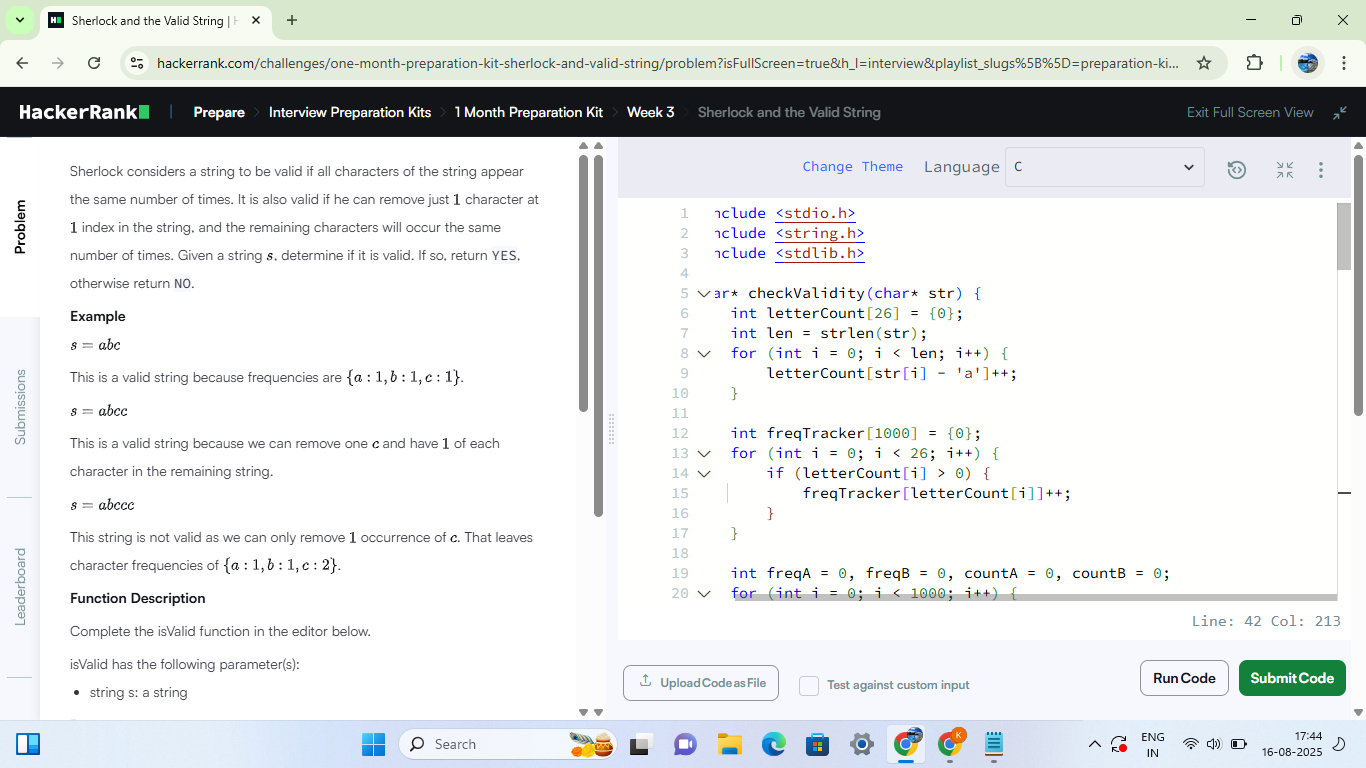 Sherlock and the Valid String | H
hackerrank.com/challenges/one-month-preparation-kit-sherlock-and-valid-string/problem?isFullScreen=true&h_l=interview&playlist_slugs%5B%5D=preparation-ki...
HackerRank
Prepare
Interview Preparation Kits
1 Month Preparation Kit
Week 3
Sherlock and the Valid String
Exit Full Screen View
Problem
Submissions
Leaderboard
Sherlock considers a string to be valid if all characters of the string appear
the same number of times. It is also valid if he can remove just 1 character at
1 index in the string, and the remaining characters will occur the same
number of times. Given a string s, determine if it is valid. If so, return YES,
otherwise return NO.
Example
s = abc
This is a valid string because frequencies are {a : 1, b : 1, c : 1}.
s = abcc
This is a valid string because we can remove one c and have 1 of each
character in the remaining string.
s = abccc
This string is not valid as we can only remove 1 occurrence of c. That leaves
character frequencies of {a : 1, b : 1, c : 2}.
Function Description
Complete the isValid function in the editor below.
isValid has the following parameter(s):
• string s: a string
Change Theme
Language
C
1 nclude <stdio.h>
2 nclude <string.h>
3 nclude <stdlib.h>
4
5 ar* checkValidity(char* str) {
6 int letterCount[26] = {0};
7 int len = strlen(str);
8 for (int i = 0; i < len; i++) {
9 letterCount[str[i] - 'a']++;
10 }
11
12 int freqTracker[1000] = {0};
13 for (int i = 0; i < 26; i++) {
14 if (letterCount[i] > 0) {
15 freqTracker[letterCount[i]]++;
16 }
17 }
18
19 int freqA = 0, freqB = 0, countA = 0, countB = 0;
20 for (int i = 0; i < 1000; i++) {
Line: 42 Col: 213
Upload Code as File
Test against custom input
Run Code
Submit Code
Search
K
ENG
IN
17:44
16-08-2025